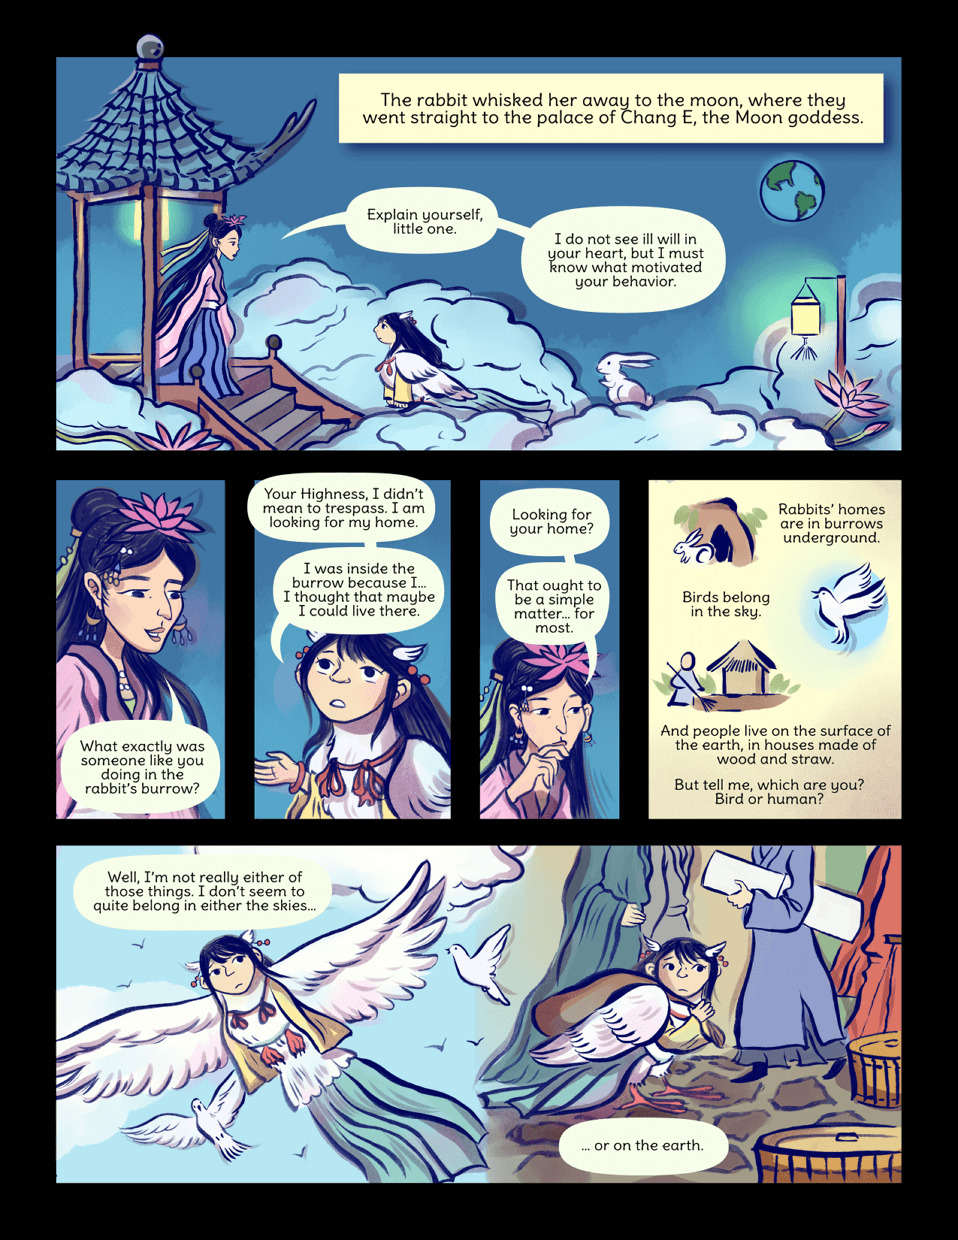 The rabbit whisked her away to the moon, where they
went straight to the palace of Chang E, the Moon goddess.
Explain yourself,
little one.
I do not see ill will in
your heart, but I must
know what motivated
your behavior.
What exactly was
someone like you
doing in the
rabbit's burrow?
Your Highness, I didn't
mean to trespass. I am
looking for my home.
I was inside the
burrow because I...
I thought that maybe
I could live there.
Looking for
your home?
That ought to
be a simple
matter... for
most.
Rabbits' homes
are in burrows
underground.
Birds belong
in the sky.
And people live on the surface of
the earth, in houses made of
wood and straw.
But tell me, which are you?
Bird or human?
Well, I'm not really either of
those things. I don't seem to
quite belong in either the skies...
... or on the earth.